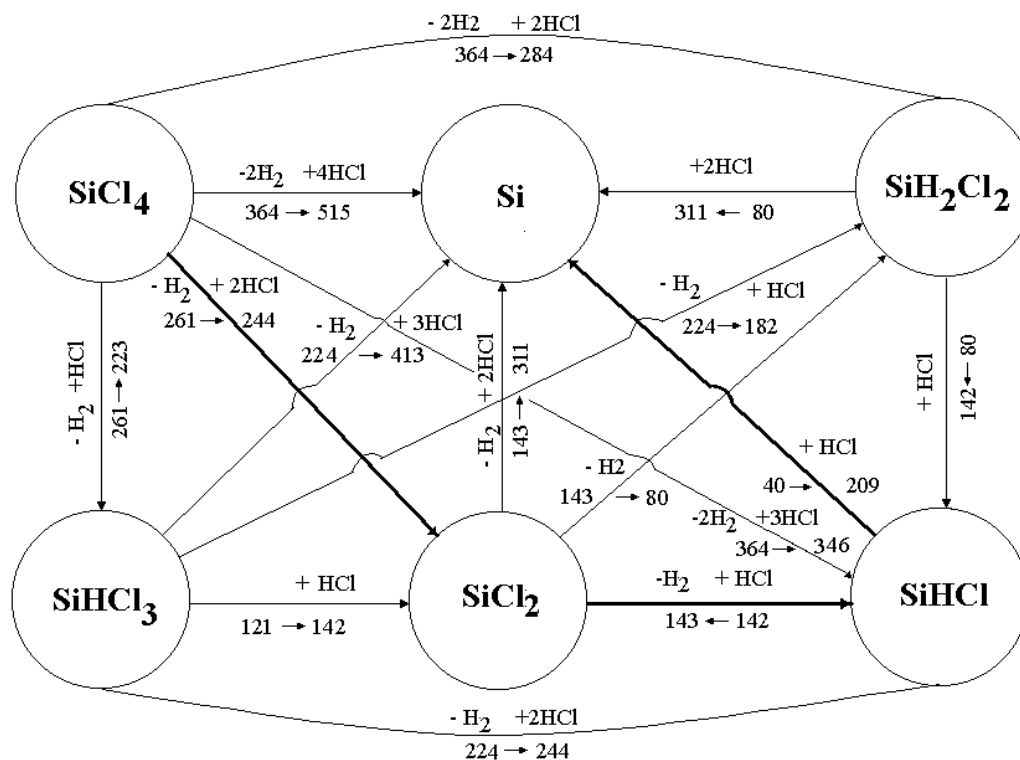 - 2H2 + 2HCl
364 → 284
SiCl₄
-2H₂ +4HCl
364 → 515
Si
+2HCl
311 ← 80
SiH₂Cl₂
- H₂ + 2HCl
261 → 244
- H₂ + 3HCl
224 → 413
- H₂ + HCl
224 → 182
- H₂ +HCl
261 → 223
- H₂ + 2HCl
143 → 311
+ HCl
142 ← 80
+ HCl
40 → 209
- H2
143 → 80
-2H₂ +3HCl
364 → 346
SiHCl₃
+ HCl
121 → 142
SiCl₂
-H₂ + HCl
143 ← 142
SiHCl
- H₂ +2HCl
224 → 244